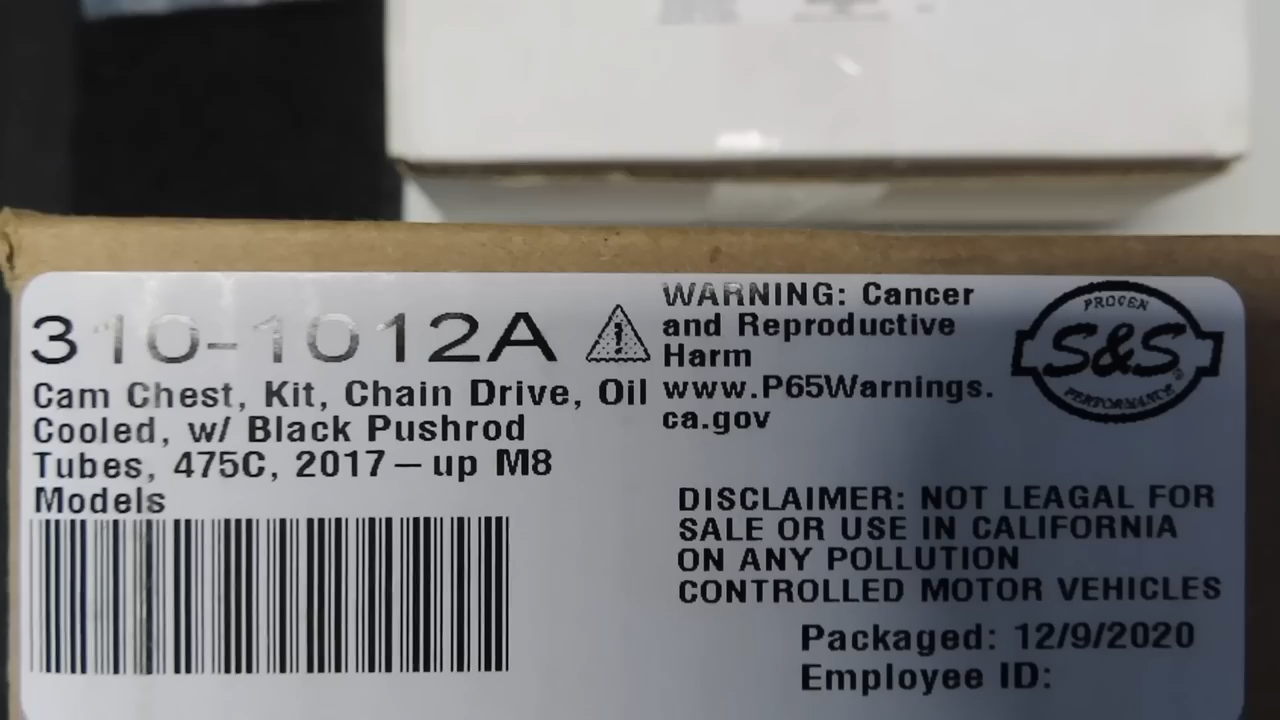 310-1012A
Cam Chest, Kit, Chain Drive, Oil
Cooled, w/ Black Pushrod
Tubes, 475C, 2017-up M8
Models
WARNING: Cancer
and Reproductive
Harm
www.P65Warnings.
ca.gov
PROVEN
S&S®
PERFORMANCE
DISCLAIMER: NOT LEAGAL FOR
SALE OR USE IN CALIFORNIA
ON ANY POLLUTION
CONTROLLED MOTOR VEHICLES
Packaged: 12/9/2020
Employee ID: